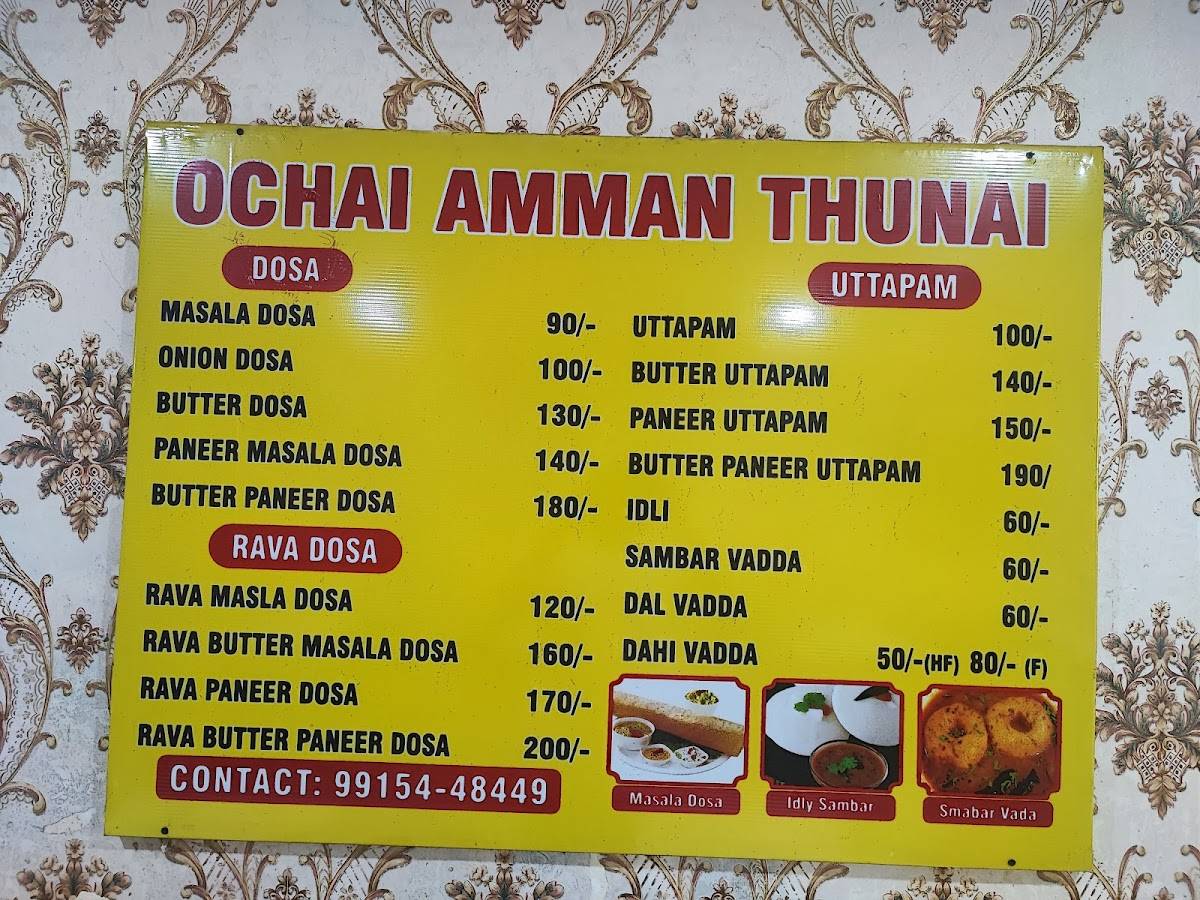 OCHAI AMMAN THUNAI
DOSA
MASALA DOSA 90/-
ONION DOSA 100/-
BUTTER DOSA 130/-
PANEER MASALA DOSA 140/-
BUTTER PANEER DOSA 180/-
RAVA DOSA
RAVA MASLA DOSA 120/-
RAVA BUTTER MASALA DOSA 160/-
RAVA PANEER DOSA 170/-
RAVA BUTTER PANEER DOSA 200/-
CONTACT: 99154-48449
UTTAPAM
UTTAPAM 100/-
BUTTER UTTAPAM 140/-
PANEER UTTAPAM 150/-
BUTTER PANEER UTTAPAM 190/
IDLI 60/-
SAMBAR VADDA 60/-
DAL VADDA 60/-
DAHI VADDA 50/-(HF) 80/- (F)
Masala Dosa
Idly Sambar
Smabar Vada